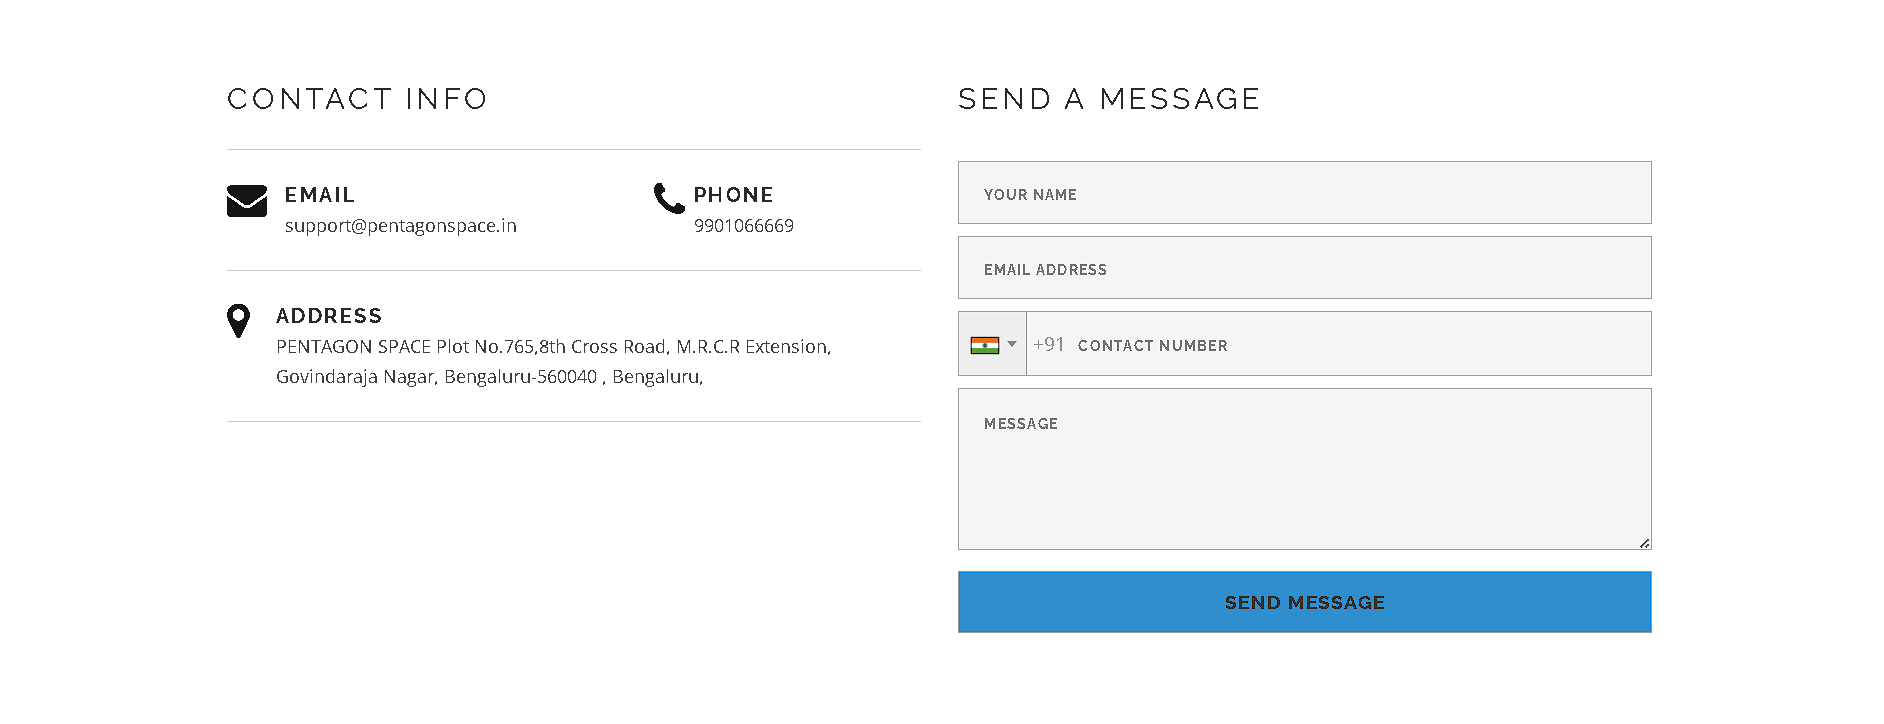 CONTACT INFO
EMAIL
support@pentagonspace.in
PHONE
9901066669
ADDRESS
PENTAGON SPACE Plot No.765,8th Cross Road, M.R.C.R Extension,
Govindaraja Nagar, Bengaluru-560040 , Bengaluru,
SEND A MESSAGE
YOUR NAME
EMAIL ADDRESS
+91 CONTACT NUMBER
MESSAGE
SEND MESSAGE